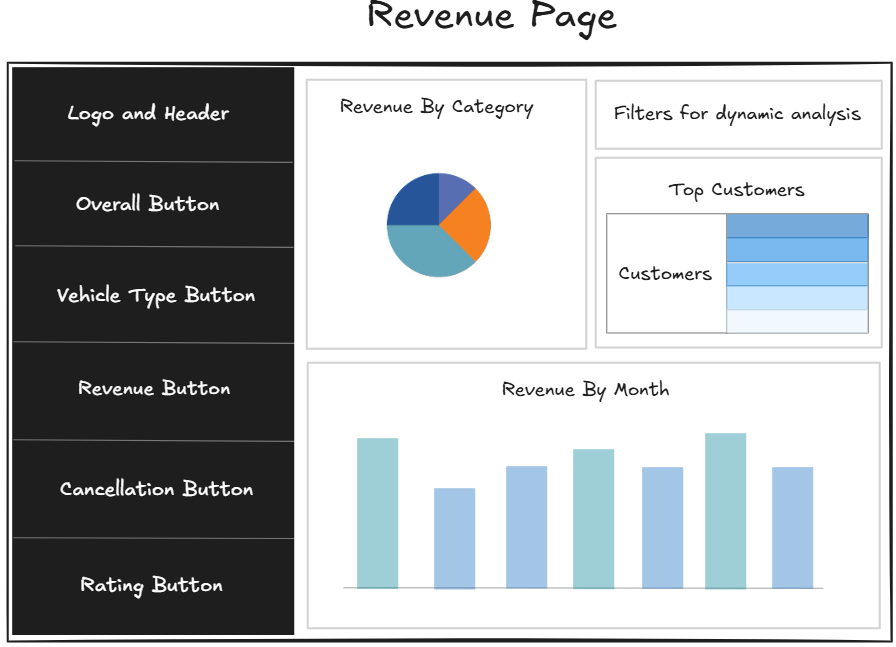 Revenue Page
Logo and Header
Overall Button
Vehicle Type Button
Revenue Button
Cancellation Button
Rating Button
Revenue By Category
Filters for dynamic analysis
Top Customers
Customers
Revenue By Month